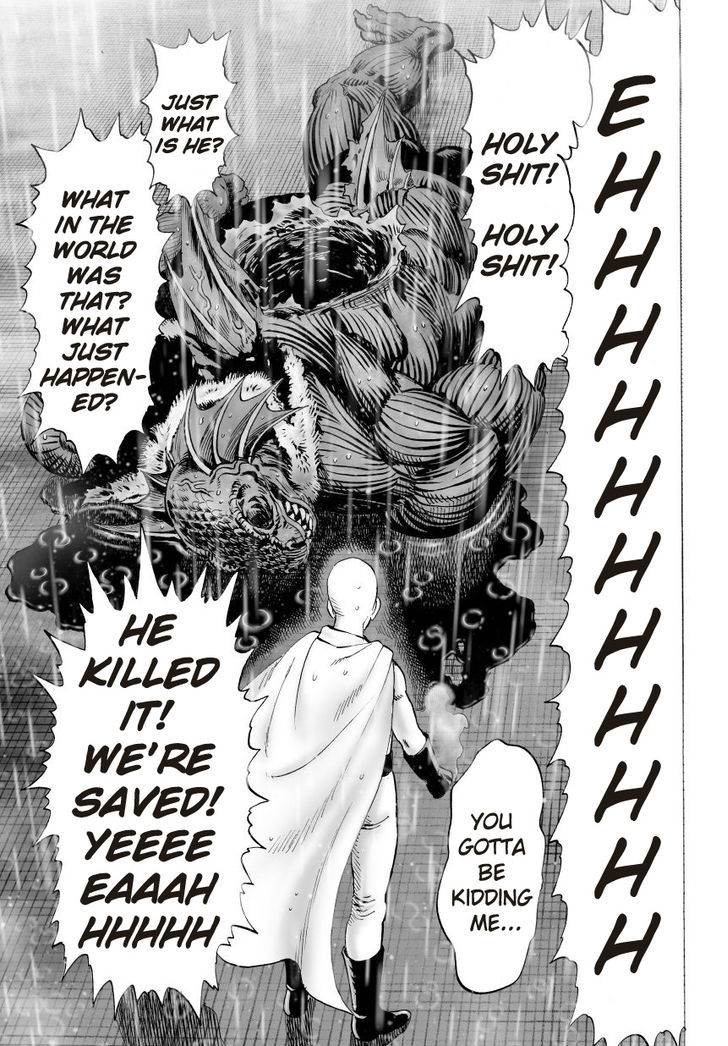 EHHHHHHHHHHH
HOLY
SHIT!
HOLY
SHIT!
JUST
WHAT
IS HE?
WHAT
IN THE
WORLD
WAS
THAT?
WHAT
JUST
HAPPEN-
ED?
YOU
GOTTA
BE
KIDDING
ME...
HE
KILLED
IT!
WE'RE
SAVED!
YEEEE
EAAAH
HHHHH